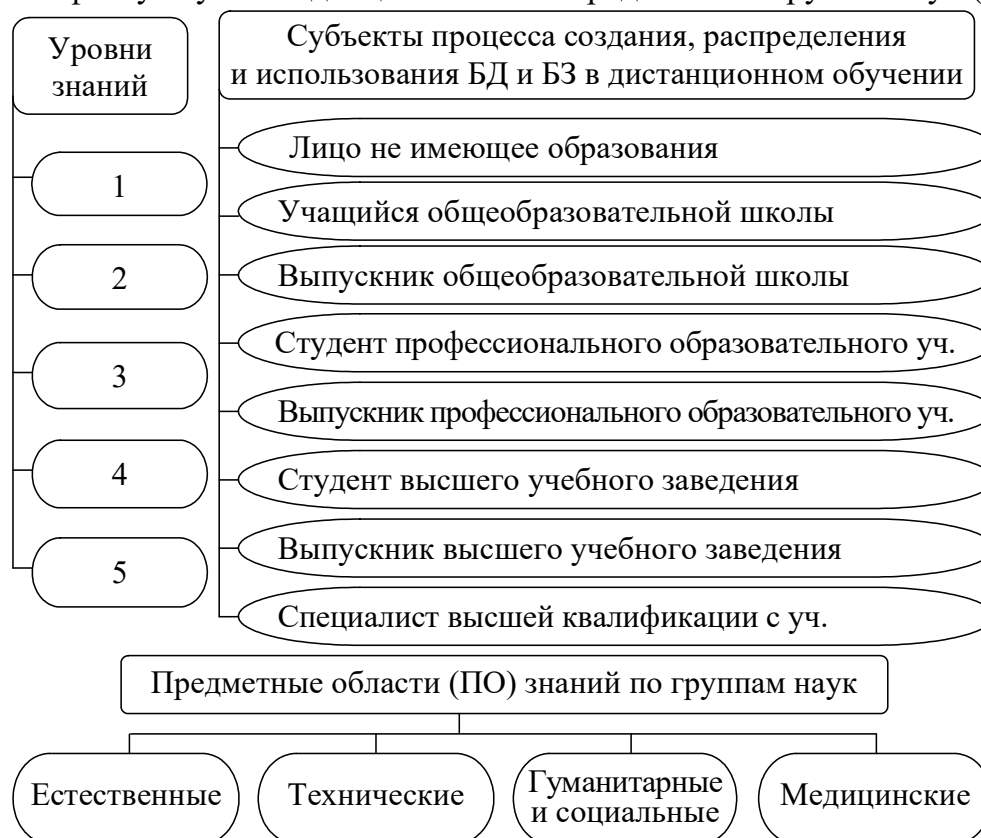 Уровни
знаний
1
2
3
4
5
Субъекты процесса создания, распределения
и использования БД и БЗ в дистанционном обучении
Лицо не имеющее образования
Учащийся общеобразовательной школы
Выпускник общеобразовательной школы
Студент профессионального образовательного уч.
Выпускник профессионального образовательного уч.
Студент высшего учебного заведения
Выпускник высшего учебного заведения
Специалист высшей квалификации с уч.
Предметные области (ПО) знаний по группам наук
Естественные
Технические
Гуманитарные
и социальные
Медицинские